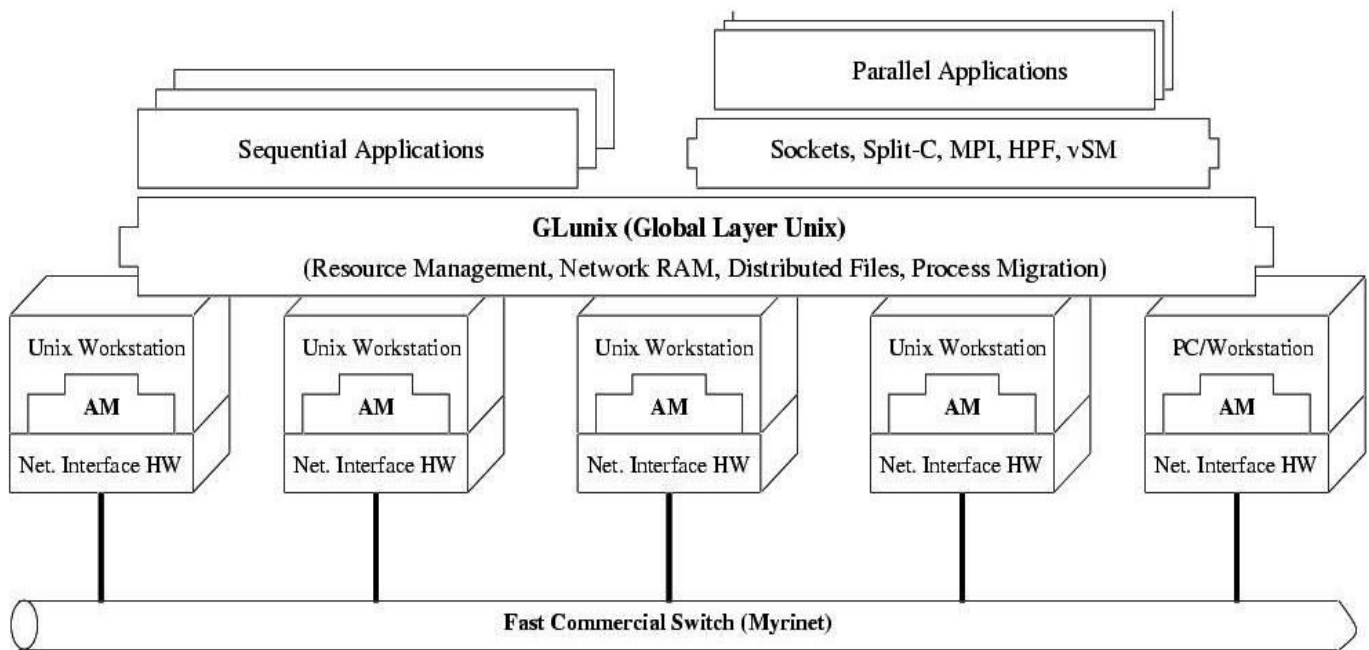 Parallel Applications
Sequential Applications
Sockets, Split-C, MPI, HPF, vSM
GLunix (Global Layer Unix)
(Resource Management, Network RAM, Distributed Files, Process Migration)
Unix Workstation
Unix Workstation
Unix Workstation
Unix Workstation
PC/Workstation
AM
AM
AM
AM
AM
Net. Interface HW
Net. Interface HW
Net. Interface HW
Net. Interface HW
Net. Interface HW
Fast Commercial Switch (Myrinet)